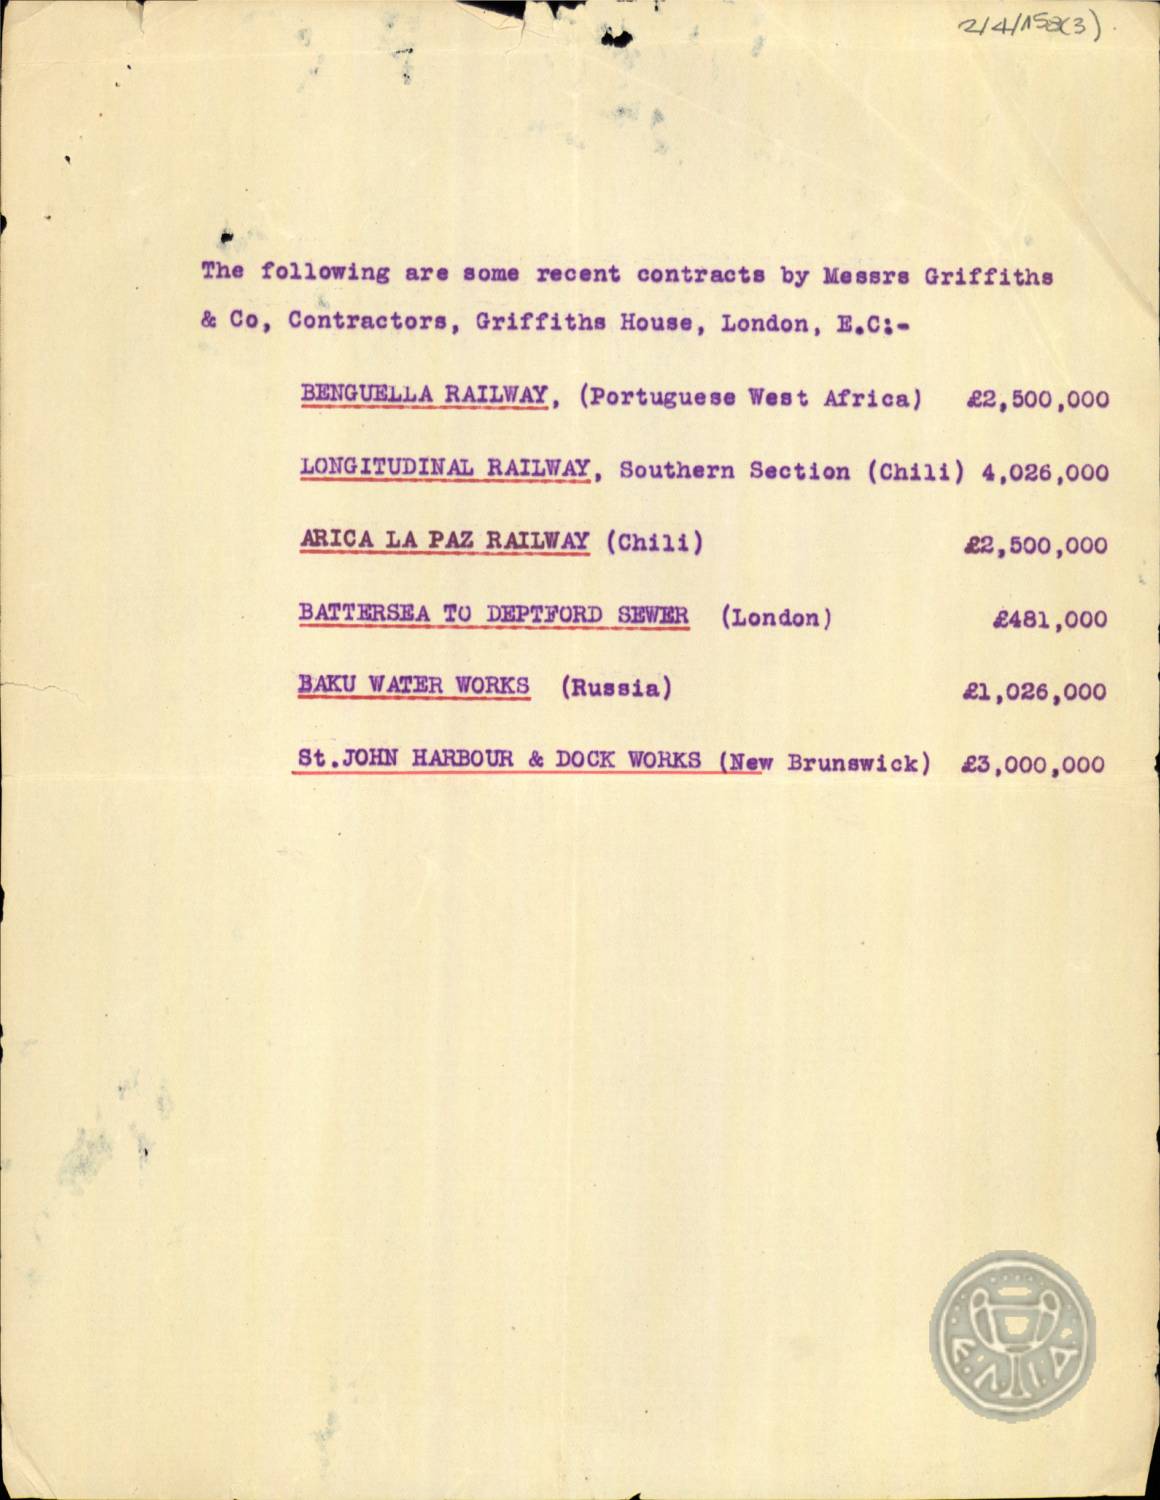 2/4/158(3).
The following are some recent contracts by Messrs Griffiths
& Co, Contractors, Griffiths House, London, E.C:-
BENGUELLA RAILWAY, (Portuguese West Africa) £2,500,000
LONGITUDINAL RAILWAY, Southern Section (Chili) 4,026,000
ARICA LA PAZ RAILWAY (Chili) £2,500,000
BATTERSEA TO DEPTFORD SEWER (London) £481,000
BAKU WATER WORKS (Russia) £1,026,000
St.JOHN HARBOUR & DOCK WORKS (New Brunswick) £3,000,000
Ε.Λ.Ι.Α